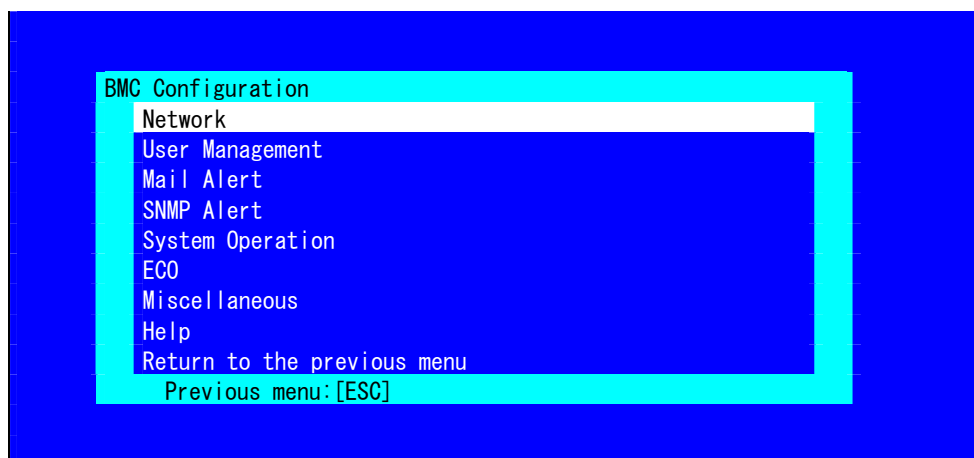 BMC Configuration
Network
User Management
Mail Alert
SNMP Alert
System Operation
ECO
Miscellaneous
Help
Return to the previous menu
Previous menu:[ESC]